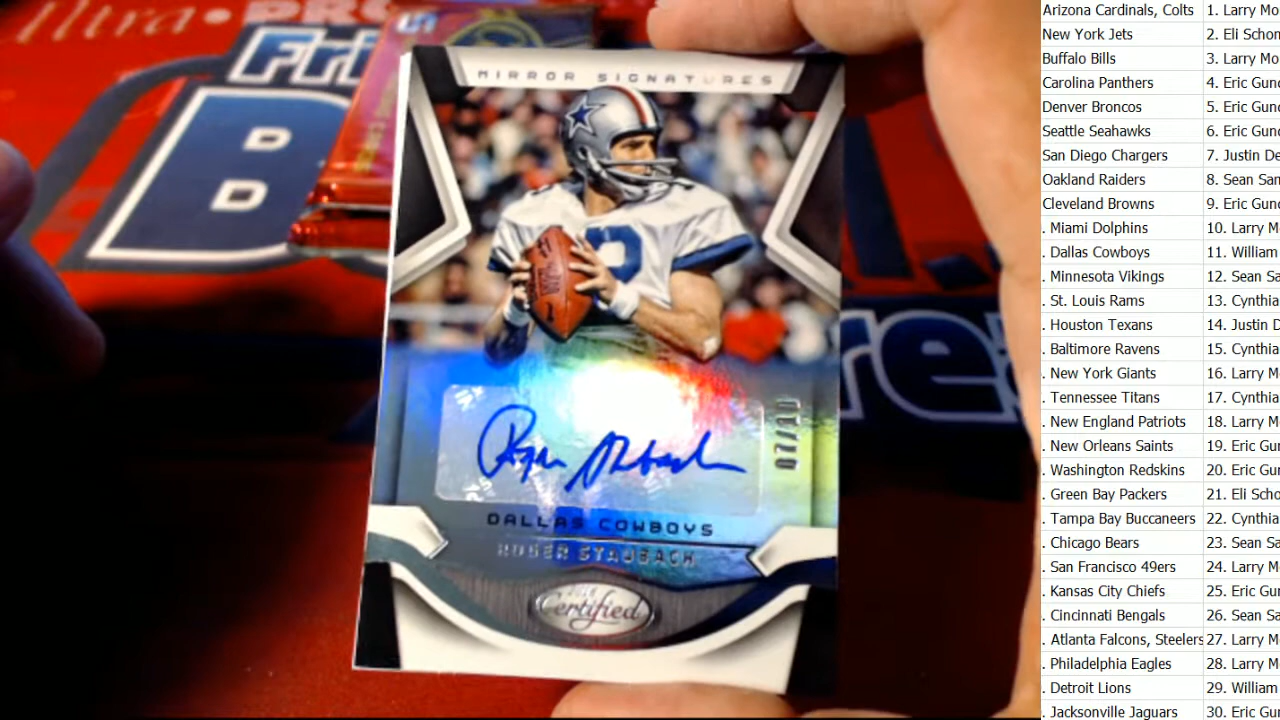 MIRROR SIGNATURES
07/10
DALLAS COWBOYS
ROGER STAUBACH
Certified
Arizona Cardinals, Colts 1. Larry Mo
New York Jets 2. Eli Schon
Buffalo Bills 3. Larry Mo
Carolina Panthers 4. Eric Gun
Denver Broncos 5. Eric Gun
Seattle Seahawks 6. Eric Gun
San Diego Chargers 7. Justin De
Oakland Raiders 8. Sean San
Cleveland Browns 9. Eric Gun
. Miami Dolphins 10. Larry M
. Dallas Cowboys 11. William
. Minnesota Vikings 12. Sean Sa
. St. Louis Rams 13. Cynthia
. Houston Texans 14. Justin D
. Baltimore Ravens 15. Cynthia
. New York Giants 16. Larry M
. Tennessee Titans 17. Cynthia
. New England Patriots 18. Larry M
. New Orleans Saints 19. Eric Gu
. Washington Redskins 20. Eric Gu
. Green Bay Packers 21. Eli Scho
. Tampa Bay Buccaneers 22. Cynthia
. Chicago Bears 23. Sean Sa
. San Francisco 49ers 24. Larry M
. Kansas City Chiefs 25. Eric Gu
. Cincinnati Bengals 26. Sean Sa
. Atlanta Falcons, Steelers 27. Larry M
. Philadelphia Eagles 28. Larry M
. Detroit Lions 29. William
. Jacksonville Jaguars 30. Eric Gu